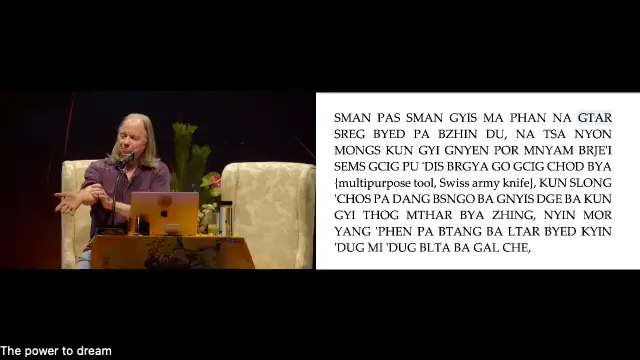 SMAN PAS SMAN GYIS MA PHAN NA GTAR
SREG BYED PA BZHIN DU, NA TSA NYON
MONGS KUN GYI GNYEN POR MNYAM BRJE'I
SEMS GCIG PU 'DIS BRGYA GO GCIG CHOD BYA
{multipurpose tool, Swiss army knife}, KUN SLONG
'CHOS PA DANG BSNGO BA GNYIS DGE BA KUN
GYI THOG MTHAR BYA ZHING, NYIN MOR
YANG 'PHEN PA BTANG BA LTAR BYED KYIN
'DUG MI 'DUG BLTA BA GAL CHE,
The power to dream